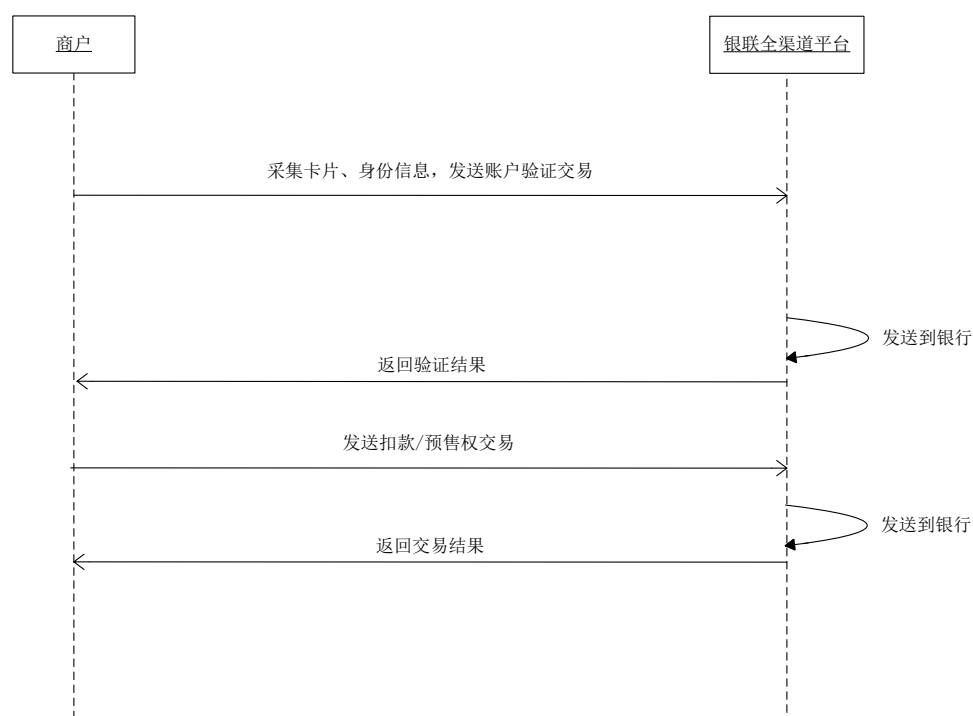 商户
银联全渠道平台
采集卡片、身份信息，发送账户验证交易
发送到银行
返回验证结果
发送扣款/预售权交易
发送到银行
返回交易结果